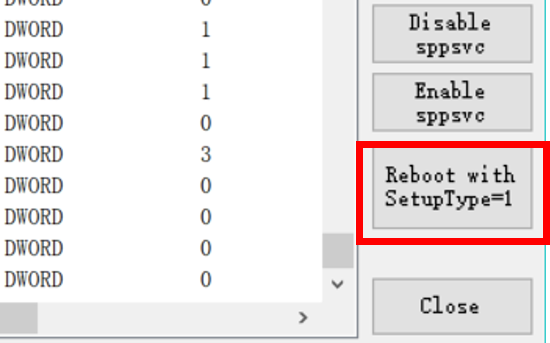 DWORD 0
DWORD 1
DWORD 1
DWORD 1
DWORD 0
DWORD 3
DWORD 0
DWORD 0
DWORD 0
DWORD 0
Disable
sppsvc
Enable
sppsvc
Reboot with
SetupType=1
Close